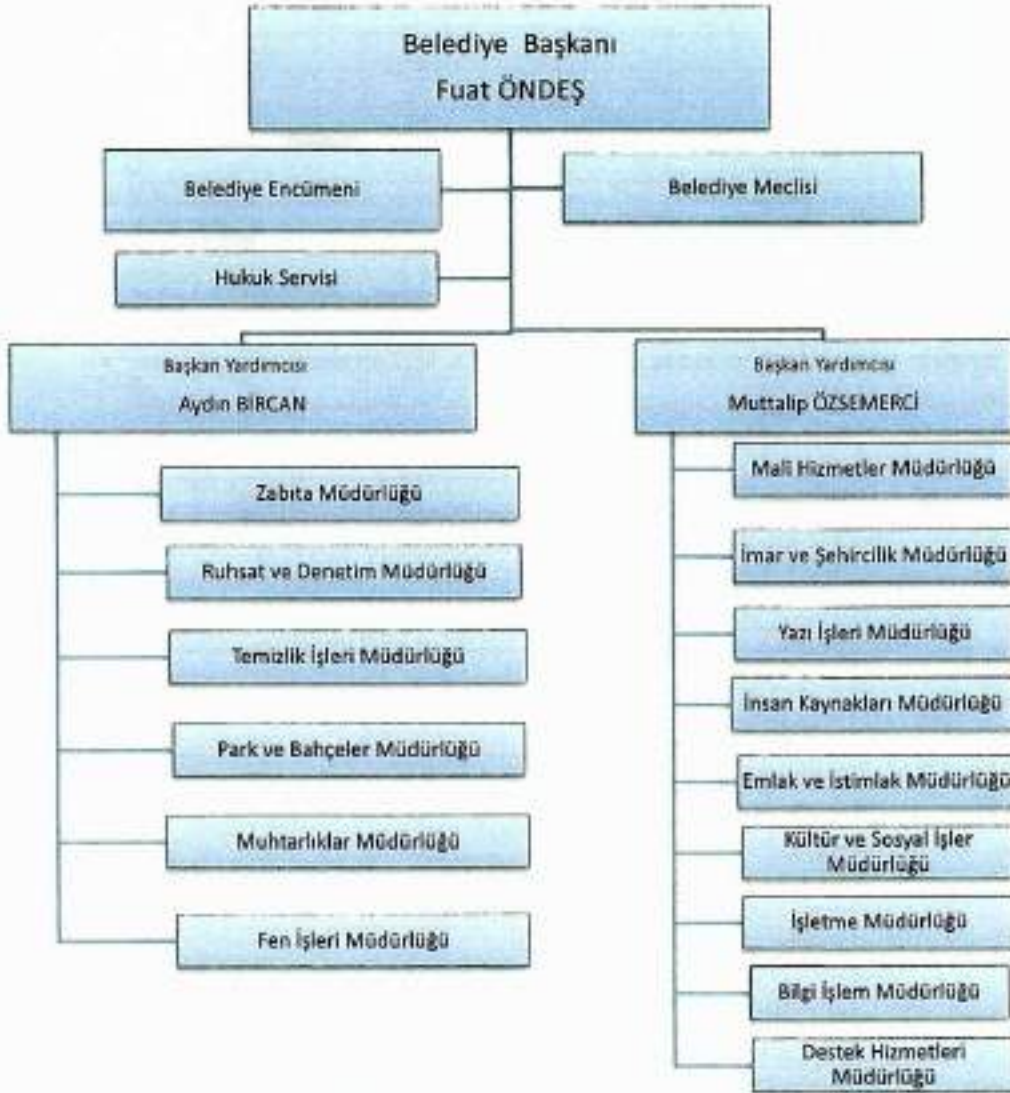 Belediye Başkanı
Fuat ÖNDEŞ
Belediye Encümeni
Belediye Meclisi
Hukuk Servisi
Başkan Yardımcısı
Aydın BİRCAN
Zabıta Müdürlüğü
Ruhsat ve Denetim Müdürlüğü
Temizlik İşleri Müdürlüğü
Park ve Bahçeler Müdürlüğü
Muhtarlıklar Müdürlüğü
Fen İşleri Müdürlüğü
Başkan Yardımcısı
Muttalip ÖZSEMERCİ
Mali Hizmetler Müdürlüğü
İmar ve Şehircilik Müdürlüğü
Yazı İşleri Müdürlüğü
İnsan Kaynakları Müdürlüğü
Emlak ve İstimlak Müdürlüğü
Kültür ve Sosyal İşler
Müdürlüğü
İşletme Müdürlüğü
Bilgi İşlem Müdürlüğü
Destek Hizmetleri
Müdürlüğü